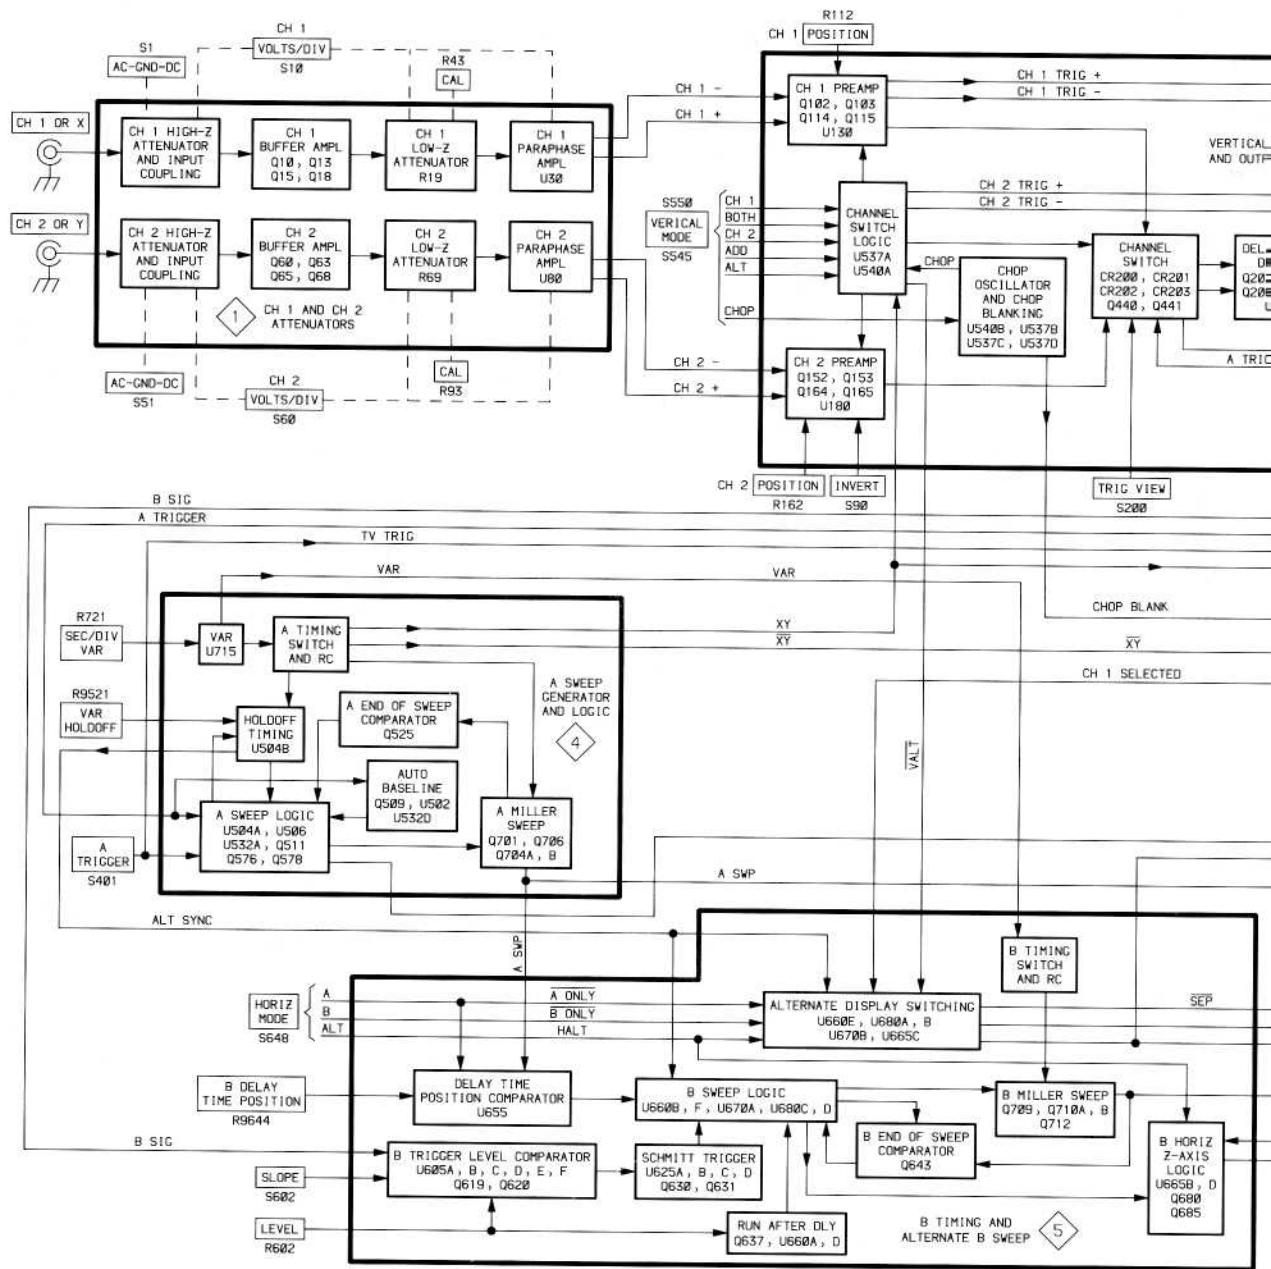 CH 1
VOLTS/DIV
S10
S1
AC-GND-DC
R43
CAL
R112
CH 1 POSITION
CH 1 OR X
CH 1 HIGH-Z
ATTENUATOR
AND INPUT
COUPLING
CH 1
BUFFER AMPL
Q10, Q13
Q15, Q18
CH 1
LOW-Z
ATTENUATOR
R19
CH 1
PARAPHASE
AMPL
U30
CH 1 -
CH 1 +
CH 1 PREAMP
Q102, Q103
Q114, Q115
U130
CH 1 TRIG +
CH 1 TRIG -
VERTICAL
CH 2 OR Y
CH 2 HIGH-Z
ATTENUATOR
AND INPUT
COUPLING
CH 2
BUFFER AMPL
Q60, Q63
Q65, Q68
CH 2
LOW-Z
ATTENUATOR
R69
CH 2
PARAPHASE
AMPL
U80
1
CH 1 AND CH 2
ATTENUATORS
AC-GND-DC
S51
CH 2
VOLTS/DIV
S60
CAL
R93
CH 2 -
CH 2 +
S550
VERICAL
MODE
S545
CH 1
BOTH
CH 2
ADD
ALT
CHOP
CHANNEL
SWITCH
LOGIC
U537A
U540A
CH 2 TRIG +
CH 2 TRIG -
CHOP
CHOP
OSCILLATOR
AND CHOP
BLANKING
U540B, U537B
U537C, U537D
CHANNEL
SWITCH
CR200, CR201
CR202, CR203
Q440, Q441
CH 2 PREAMP
Q152, Q153
Q164, Q165
U180
CH 2 POSITION
R162
INVERT
S90
TRIG VIEW
S200
B SIG
A TRIGGER
TV TRIG
VAR
VAR
CHOP BLANK
R721
SEC/DIV
VAR
VAR
U715
A TIMING
SWITCH
AND RC
XY
XY
XY
CH 1 SELECTED
R9521
VAR
HOLDOFF
HOLDOFF
TIMING
U504B
A END OF SWEEP
COMPARATOR
Q525
A SWEEP
GENERATOR
AND LOGIC
4
VALT
AUTO
BASELINE
Q509, U502
U532D
A SWEEP LOGIC
U504A, U506
U532A, Q511
Q576, Q578
A MILLER
SWEEP
Q701, Q706
Q704A, B
A
TRIGGER
S401
A SWP
ALT SYNC
A SWP
B TIMING
SWITCH
AND RC
HORIZ
MODE
S648
A
B
ALT
A ONLY
B ONLY
HALT
ALTERNATE DISPLAY SWITCHING
U660E, U680A, B
U670B, U665C
SEP
B DELAY
TIME POSITION
R9644
DELAY TIME
POSITION COMPARATOR
U655
B SWEEP LOGIC
U660B, F, U670A, U680C, D
B MILLER SWEEP
Q709, Q710A, B
Q712
B SIG
B TRIGGER LEVEL COMPARATOR
U605A, B, C, D, E, F
Q619, Q620
SCHMITT TRIGGER
U625A, B, C, D
Q630, Q631
B END OF SWEEP
COMPARATOR
Q643
B HORIZ
Z-AXIS
LOGIC
U665B, D
Q680
Q685
SLOPE
S602
LEVEL
R602
RUN AFTER DLY
Q637, U660A, D
B TIMING AND
ALTERNATE B SWEEP
5